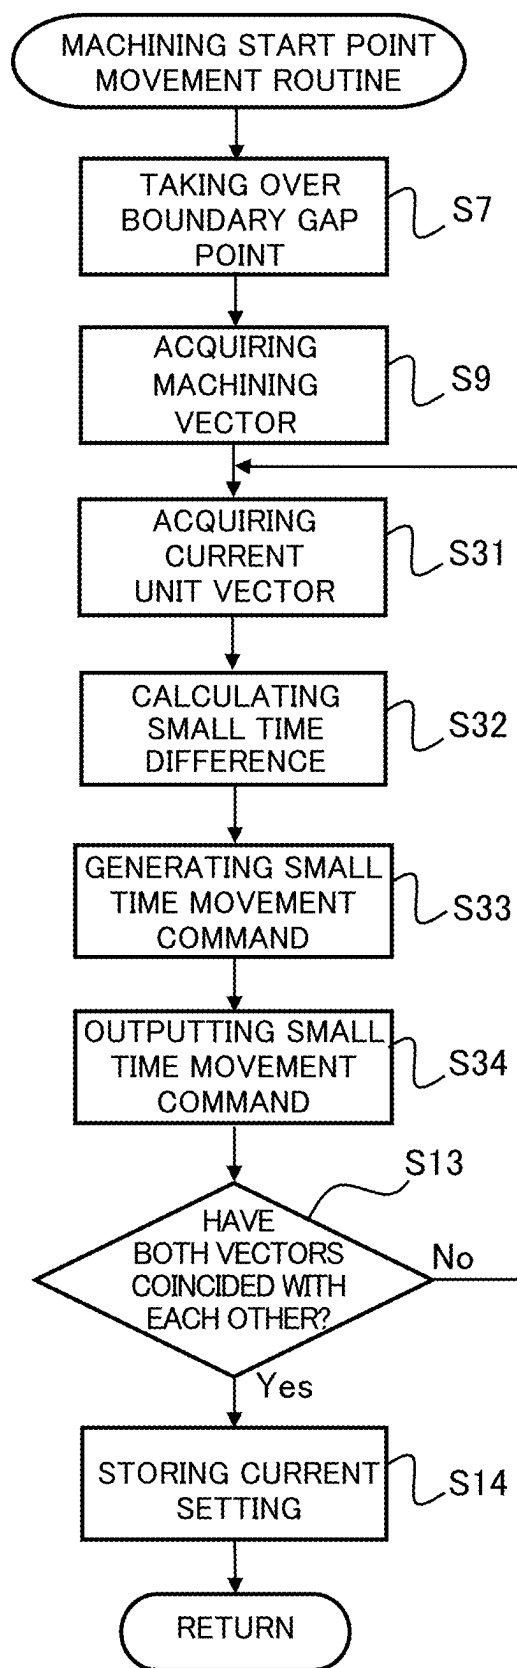 MACHINING START POINT
MOVEMENT ROUTINE
TAKING OVER
BOUNDARY GAP
POINT
S7
ACQUIRING
MACHINING
VECTOR
S9
ACQUIRING
CURRENT
UNIT VECTOR
S31
CALCULATING
SMALL TIME
DIFFERENCE
S32
GENERATING SMALL
TIME MOVEMENT
COMMAND
S33
OUTPUTTING SMALL
TIME MOVEMENT
COMMAND
S34
S13
HAVE
BOTH VECTORS
COINCIDED WITH
EACH OTHER?
No
Yes
STORING CURRENT
SETTING
S14
RETURN